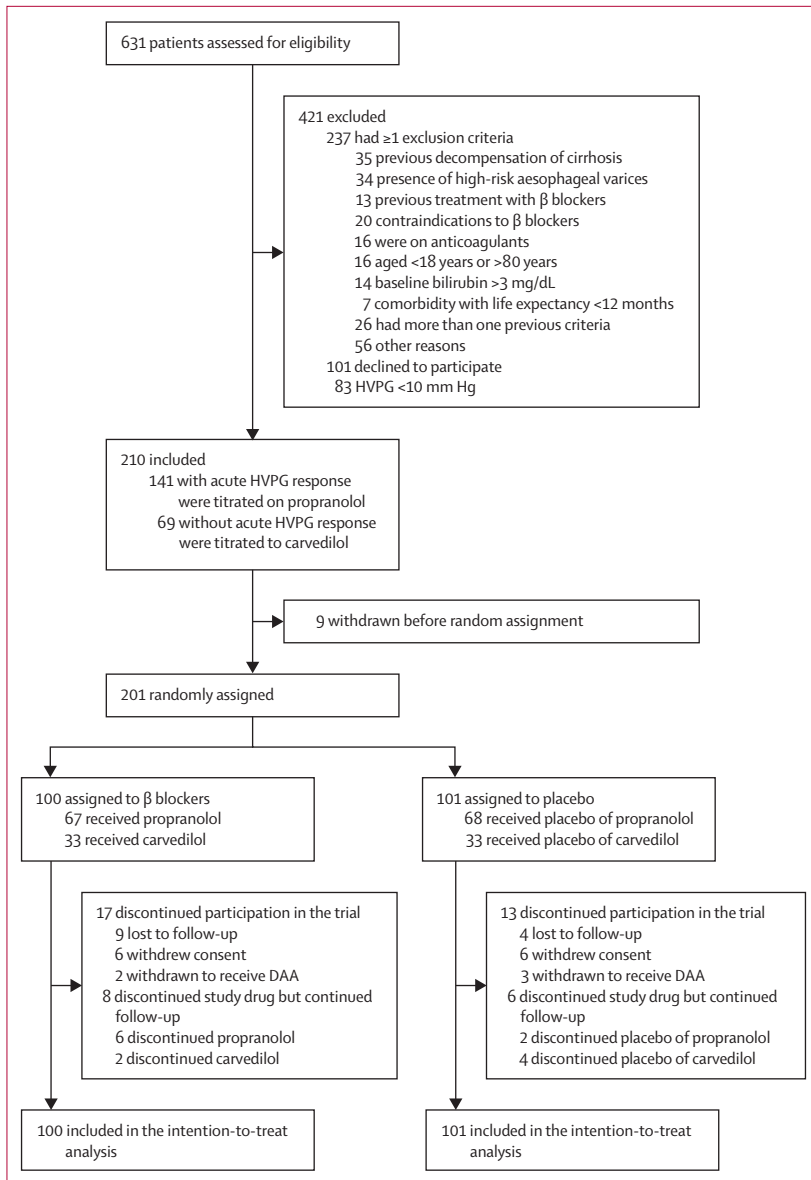 631 patients assessed for eligibility
421 excluded
237 had ≥1 exclusion criteria
35 previous decompensation of cirrhosis
34 presence of high-risk aesophageal varices
13 previous treatment with β blockers
20 contraindications to β blockers
16 were on anticoagulants
16 aged <18 years or >80 years
14 baseline bilirubin >3 mg/dL
7 comorbidity with life expectancy <12 months
26 had more than one previous criteria
56 other reasons
101 declined to participate
83 HVPG <10 mm Hg
210 included
141 with acute HVPG response
were titrated on propranolol
69 without acute HVPG response
were titrated to carvedilol
9 withdrawn before random assignment
201 randomly assigned
100 assigned to β blockers
67 received propranolol
33 received carvedilol
101 assigned to placebo
68 received placebo of propranolol
33 received placebo of carvedilol
17 discontinued participation in the trial
9 lost to follow-up
6 withdrew consent
2 withdrawn to receive DAA
8 discontinued study drug but continued
follow-up
6 discontinued propranolol
2 discontinued carvedilol
13 discontinued participation in the trial
4 lost to follow-up
6 withdrew consent
3 withdrawn to receive DAA
6 discontinued study drug but continued
follow-up
2 discontinued placebo of propranolol
4 discontinued placebo of carvedilol
100 included in the intention-to-treat
analysis
101 included in the intention-to-treat
analysis